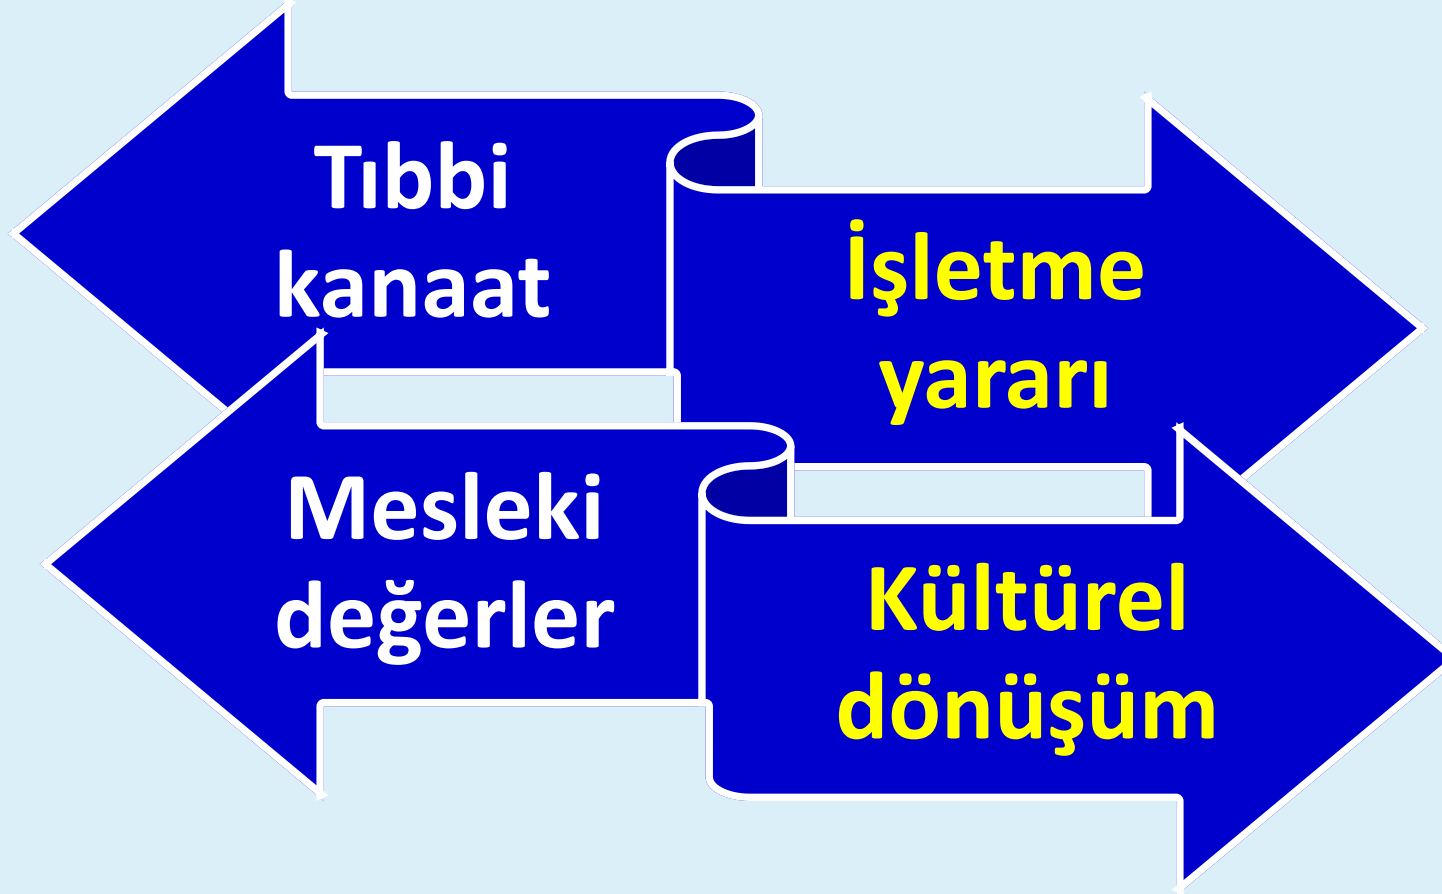 Tıbbi
kanaat
İşletme
yararı
Mesleki
değerler
Kültürel
dönüşüm